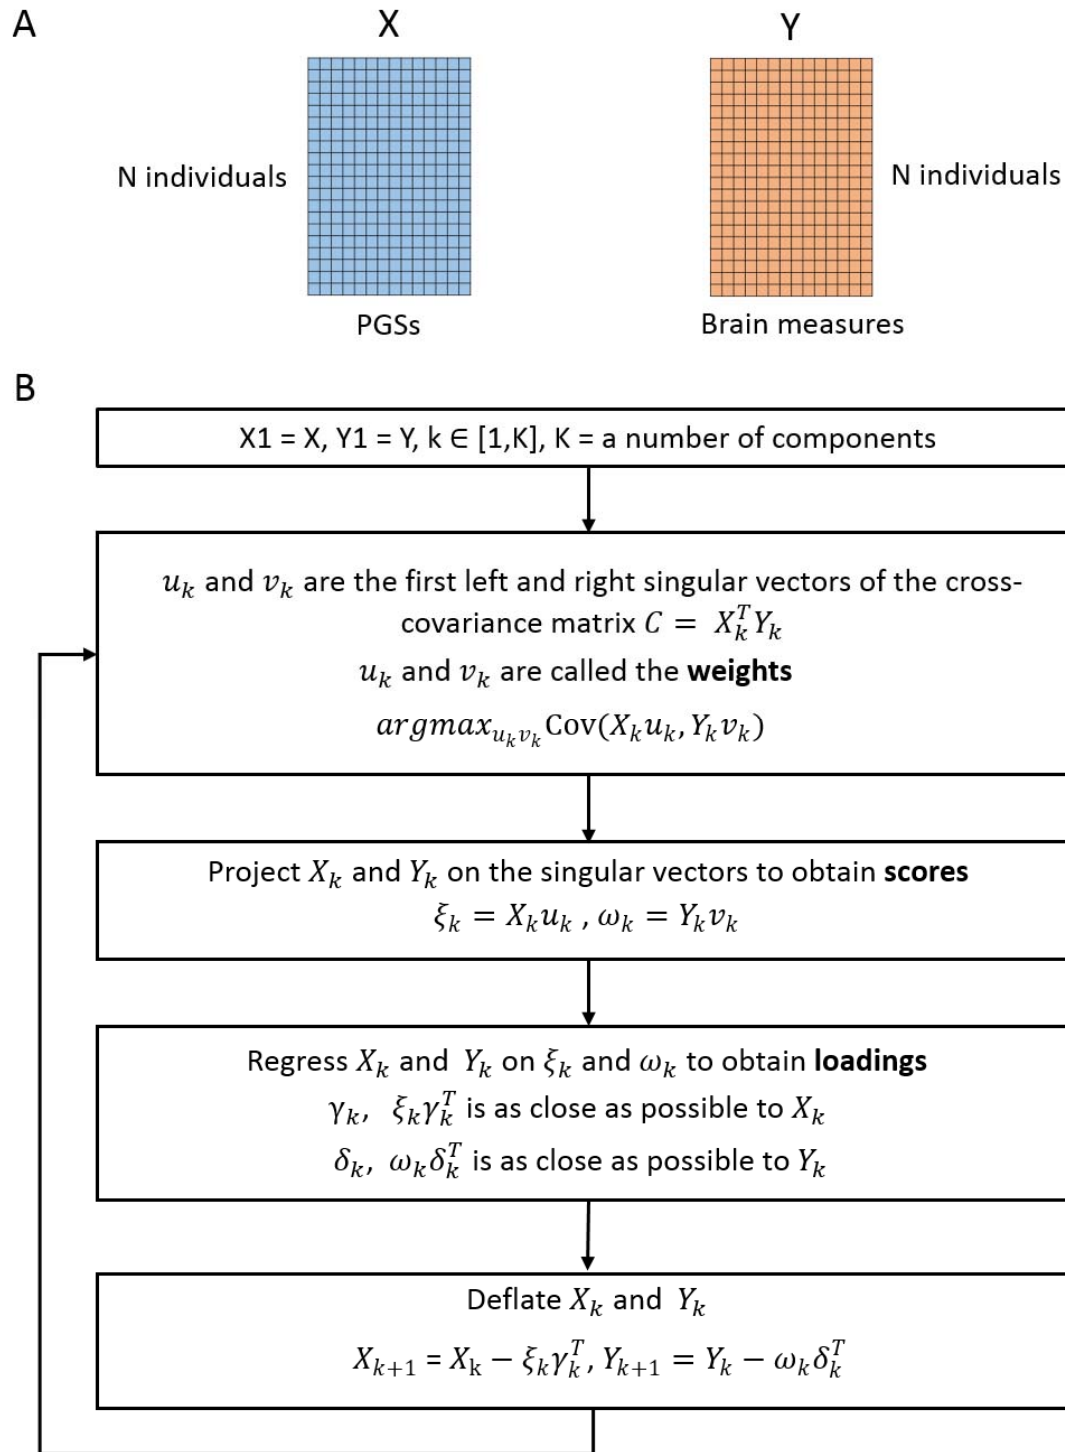 A
X
Y
N individuals
N individuals
PGSs
Brain measures
B
X1 = X, Y1 = Y, k ∈ [1,K], K = a number of components
u_k and v_k are the first left and right singular vectors of the cross-
covariance matrix C = X_k^T Y_k
u_k and v_k are called the weights
argmax_{u_k v_k} Cov(X_k u_k, Y_k v_k)
Project X_k and Y_k on the singular vectors to obtain scores
ξ_k = X_k u_k , ω_k = Y_k v_k
Regress X_k and Y_k on ξ_k and ω_k to obtain loadings
γ_k, ξ_k γ_k^T is as close as possible to X_k
δ_k, ω_k δ_k^T is as close as possible to Y_k
Deflate X_k and Y_k
X_{k+1} = X_k − ξ_k γ_k^T, Y_{k+1} = Y_k − ω_k δ_k^T